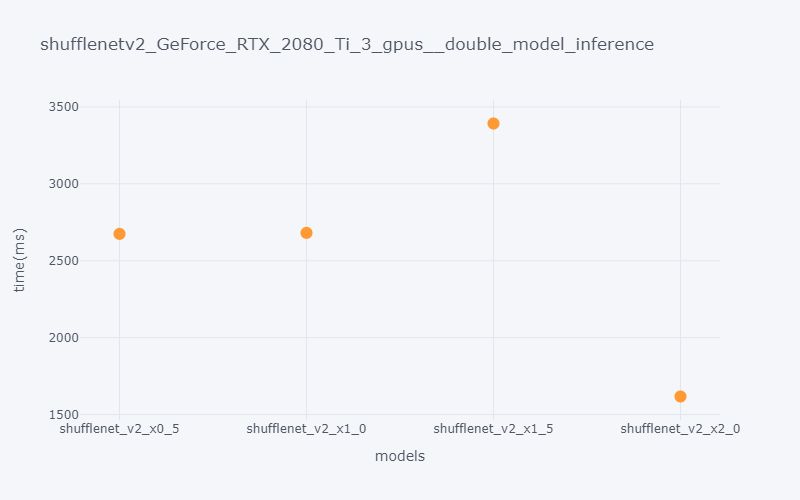 shufflenetv2_GeForce_RTX_2080_Ti_3_gpus__double_model_inference
3500
3000
2500
2000
1500
time(ms)
shufflenet_v2_x0_5
shufflenet_v2_x1_0
shufflenet_v2_x1_5
shufflenet_v2_x2_0
models